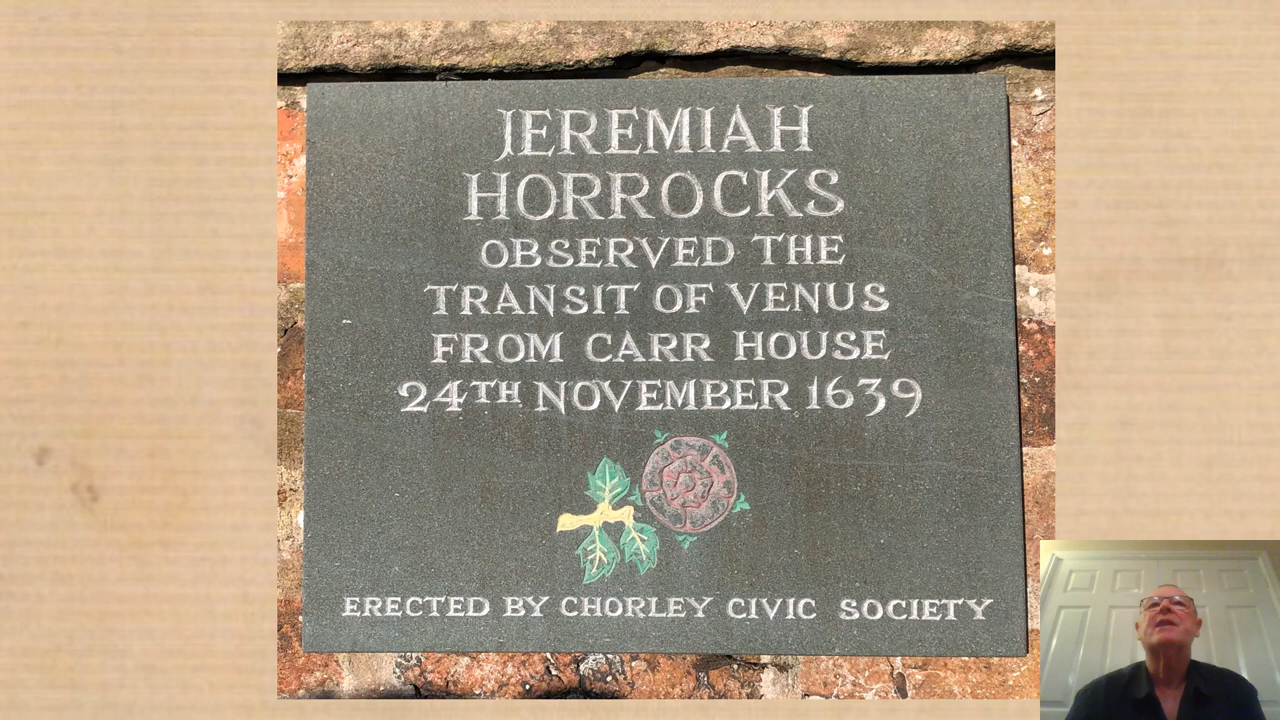 JEREMIAH
HORROCKS
OBSERVED THE
TRANSIT OF VENUS
FROM CARR HOUSE
24TH NOVEMBER 1639
ERECTED BY CHORLEY CIVIC SOCIETY